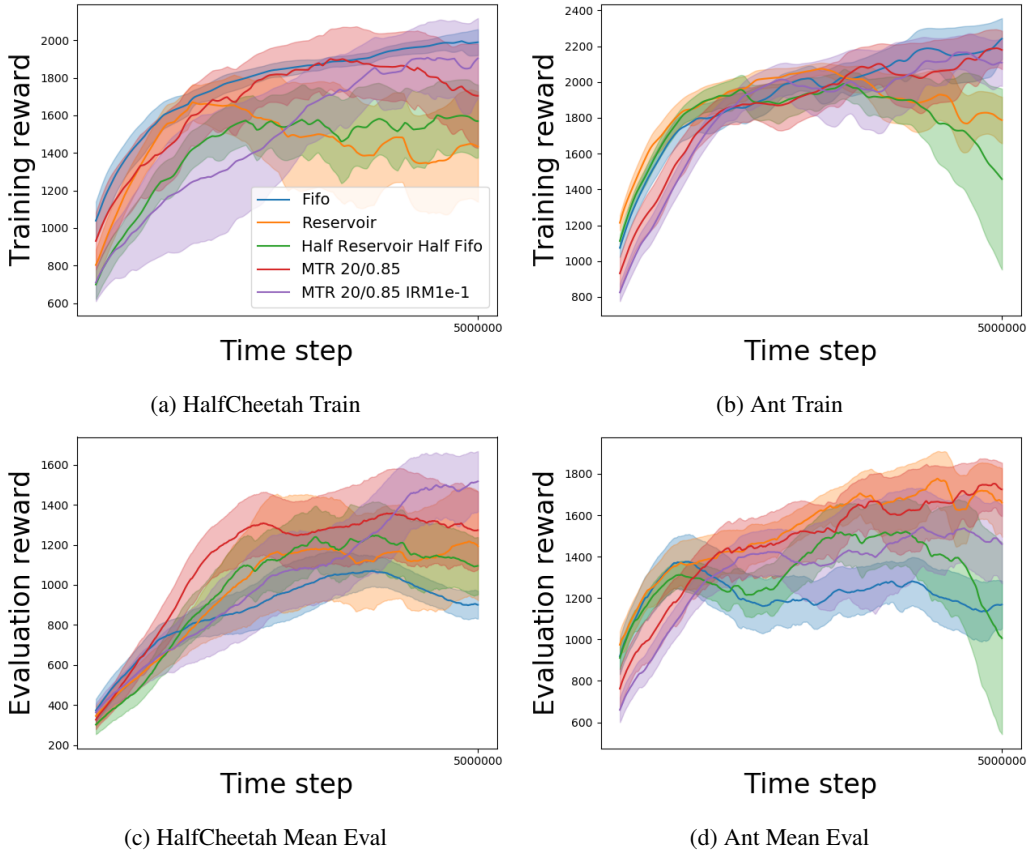 2000
1800
1600
1400
1200
1000
800
600
Training reward
Fifo
Reservoir
Half Reservoir Half Fifo
MTR 20/0.85
MTR 20/0.85 IRM1e-1
5000000
Time step
(a) HalfCheetah Train
2400
2200
2000
1800
1600
1400
1200
1000
800
Training reward
5000000
Time step
(b) Ant Train
1600
1400
1200
1000
800
600
400
200
Evaluation reward
5000000
Time step
(c) HalfCheetah Mean Eval
1800
1600
1400
1200
1000
800
600
Evaluation reward
5000000
Time step
(d) Ant Mean Eval